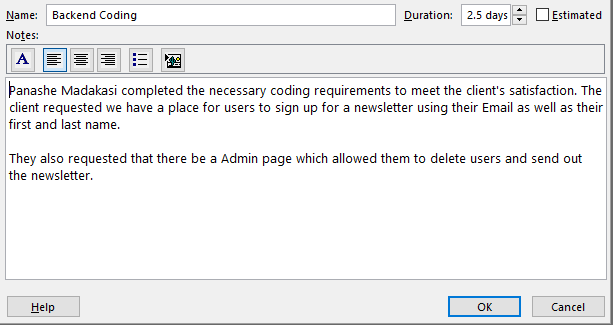 Name: Backend Coding Duration: 2.5 days Estimated
Notes:
A
Panashe Madakasi completed the necessary coding requirements to meet the client's satisfaction. The
client requested we have a place for users to sign up for a newsletter using their Email as well as their
first and last name.
They also requested that there be a Admin page which allowed them to delete users and send out
the newsletter.
Help OK Cancel